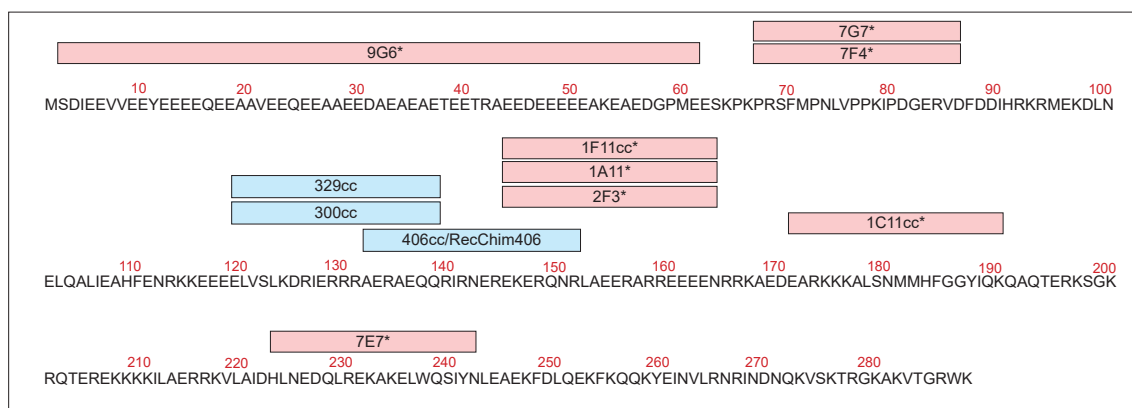 7G7*
9G6*
7F4*
10 20 30 40 50 60 70 80 90 100
MSDIEEVVEEYEEEEQEEAAVEEQEEAAEEDAEAEAETEETRAEEDEEEEEAKEAEDGPMEESKPKPRSFMPNLVPPKIPDGERVDFDDIHRKRMEKDLN
1F11cc*
1A11*
329cc
2F3*
300cc
1C11cc*
406cc/RecChim406
110 120 130 140 150 160 170 180 190 200
ELQALIEAHFENRKKEEEELVSLKDRIERRRAERAEQQRIRNEREKERQNRLAEERARREEEENRRKAEDEARKKKALSNMMHFGGYIQKQAQTERKSGK
7E7*
210 220 230 240 250 260 270 280
RQTEREKKKKILAERRKVLAIDHLNEDQLREKAKELWQSIYNLEAEKFDLQEKFKQQKYEINVLRNRINDNQKVSKTRGKAKVTGRWK